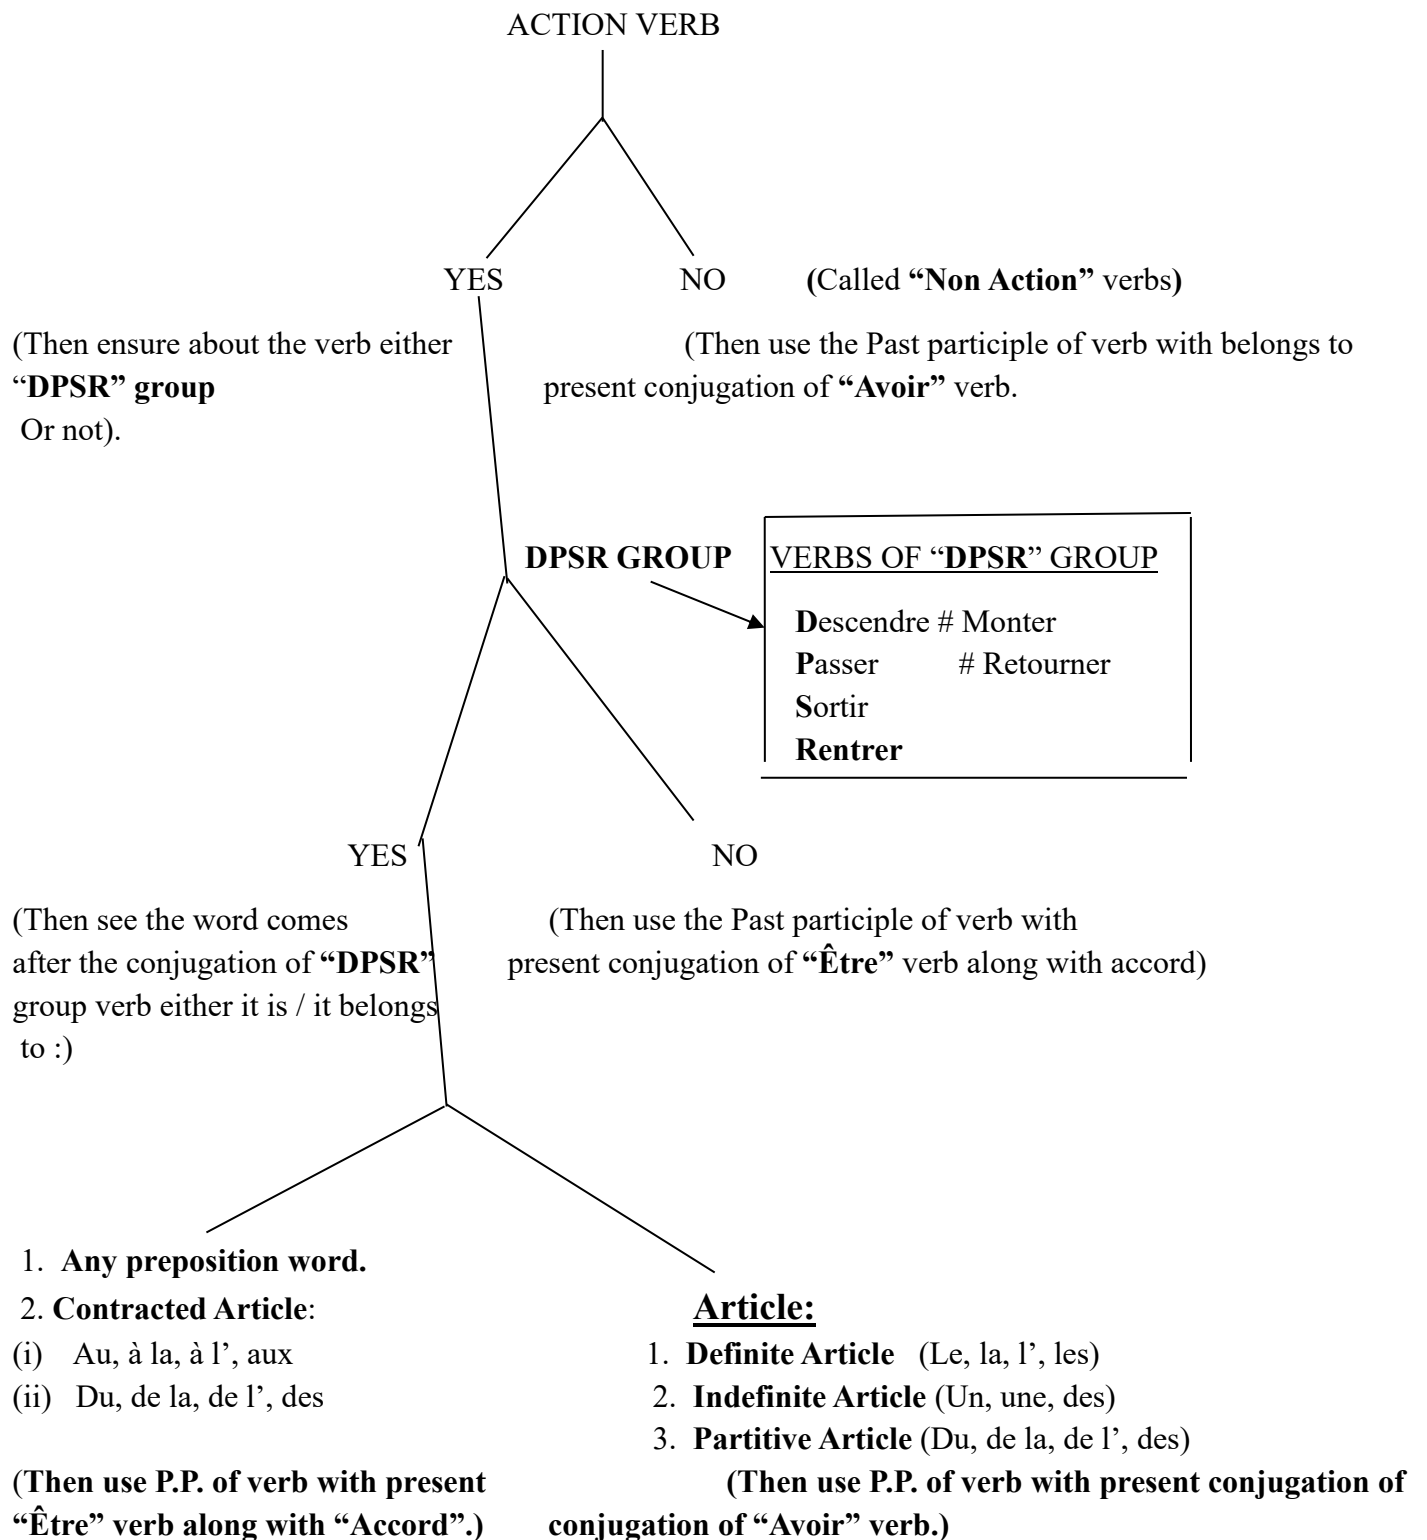 ACTION VERB
YES NO (Called “Non Action” verbs)
(Then ensure about the verb either (Then use the Past participle of verb with belongs to
“DPSR” group present conjugation of “Avoir” verb.
Or not).
DPSR GROUP VERBS OF “DPSR” GROUP
Descendre # Monter
Passer # Retourner
Sortir
Rentrer
YES NO
(Then see the word comes (Then use the Past participle of verb with
after the conjugation of “DPSR” present conjugation of “Être” verb along with accord)
group verb either it is / it belongs
to :)
1. Any preposition word.
2. Contracted Article: Article:
(i) Au, à la, à l’, aux 1. Definite Article (Le, la, l’, les)
(ii) Du, de la, de l’, des 2. Indefinite Article (Un, une, des)
3. Partitive Article (Du, de la, de l’, des)
(Then use P.P. of verb with present (Then use P.P. of verb with present conjugation of
“Être” verb along with “Accord”.) conjugation of “Avoir” verb.)